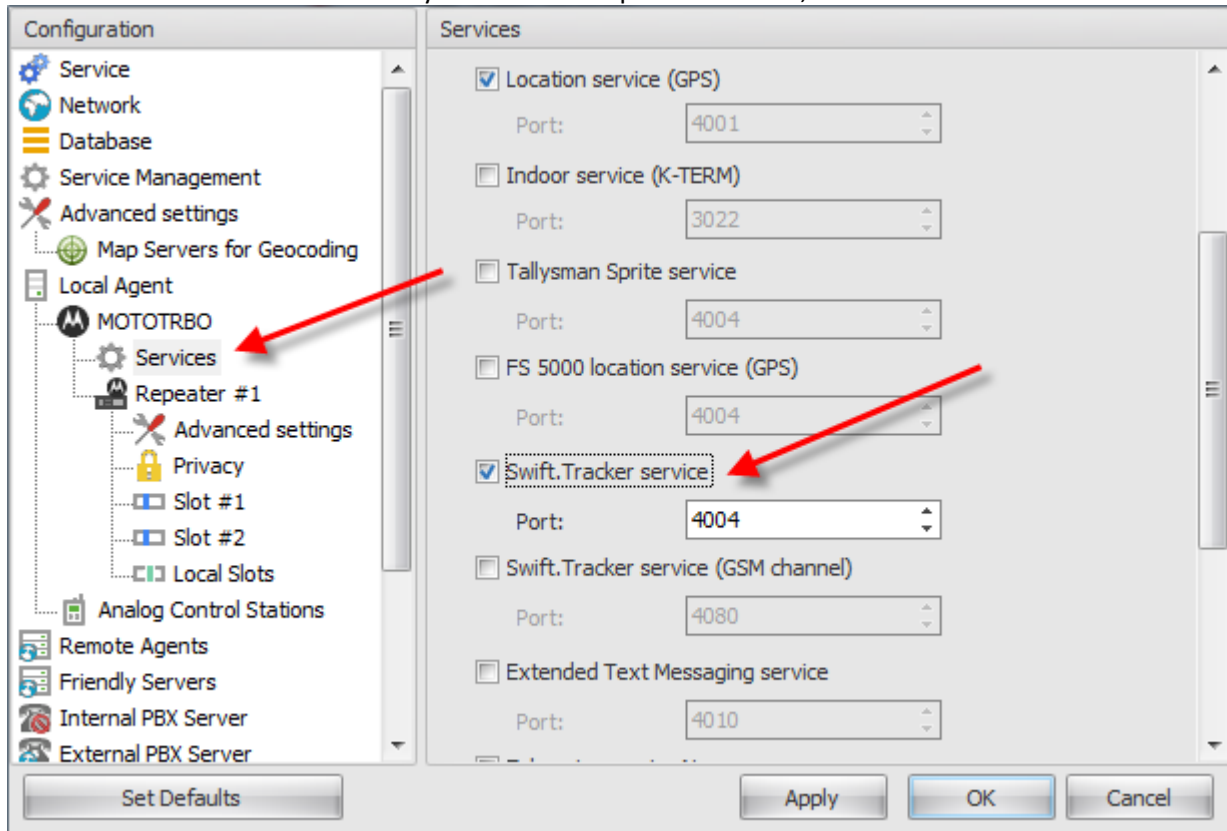 Configuration
Service
Network
Database
Service Management
Advanced settings
Map Servers for Geocoding
Local Agent
MOTOTRBO
Services
Repeater #1
Advanced settings
Privacy
Slot #1
Slot #2
Local Slots
Analog Control Stations
Remote Agents
Friendly Servers
Internal PBX Server
External PBX Server
Set Defaults
Services
Location service (GPS)
Port: 4001
Indoor service (K-TERM)
Port: 3022
Tallysman Sprite service
Port: 4004
FS 5000 location service (GPS)
Port: 4004
Swift.Tracker service
Port: 4004
Swift.Tracker service (GSM channel)
Port: 4080
Extended Text Messaging service
Port: 4010
Apply OK Cancel